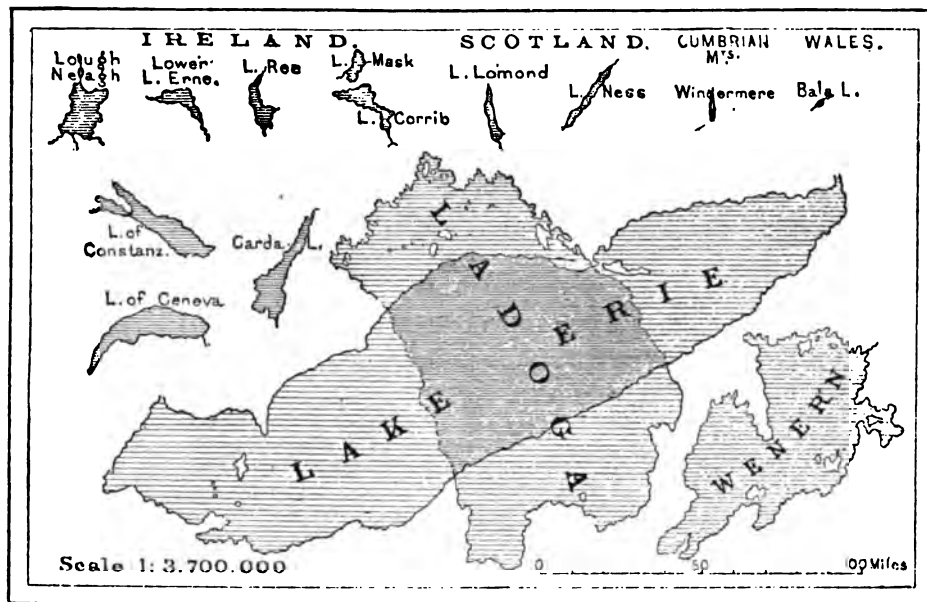 IRELAND. SCOTLAND. CUMBRIAN Mts. WALES.
Lough Neagh
Lower L. Erne.
L. Ree
L. Mask
L. Corrib
L. Lomond
L. Ness
Windermere
Bala L.
L. of Constanz.
Garda L.
L. of Geneva
LADOGA
LAKE ERIE
WENERN
Scale 1: 3.700.000
0 50 100 Miles